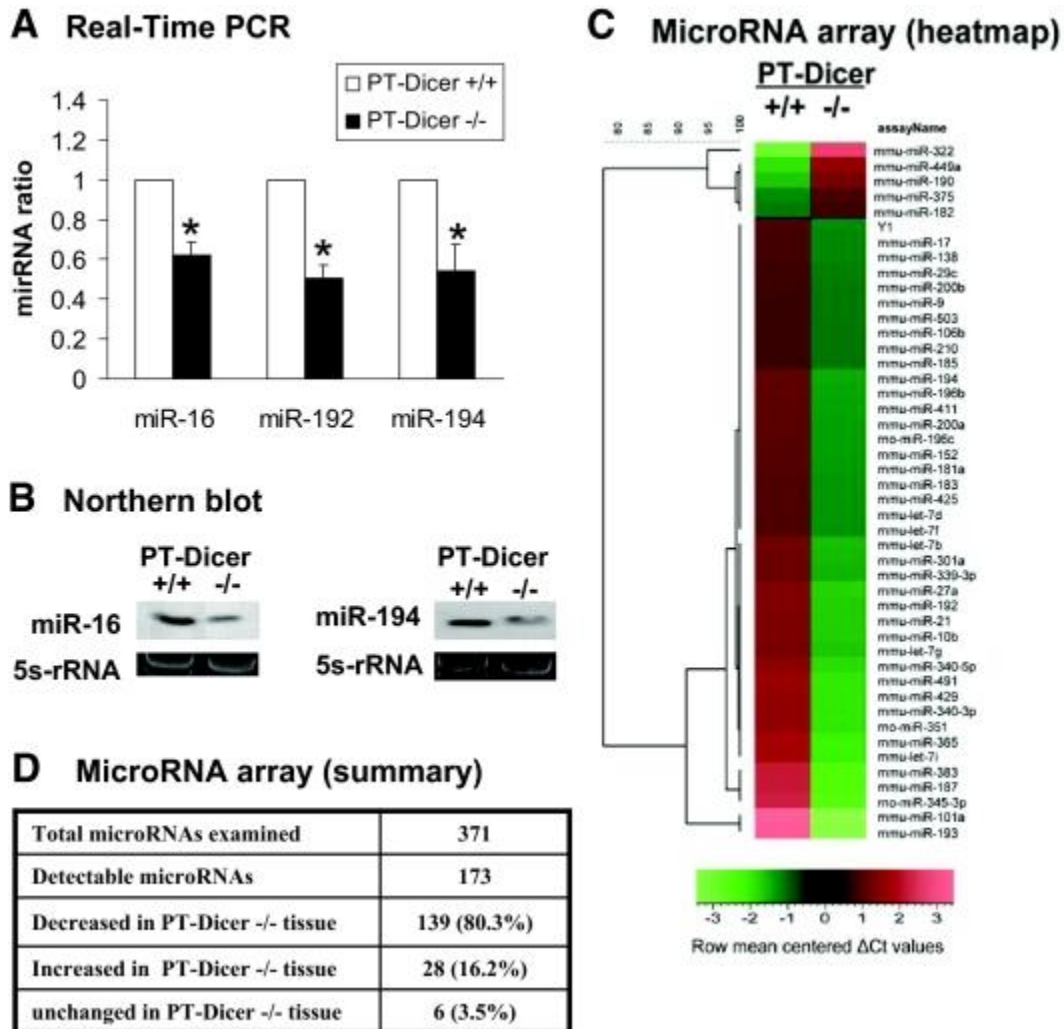 A Real-Time PCR
PT-Dicer +/+
PT-Dicer -/-
mirRNA ratio
1.4
1.2
1
0.8
0.6
0.4
0.2
0
*
*
*
miR-16
miR-192
miR-194
B Northern blot
PT-Dicer
+/+ -/-
miR-16
5s-rRNA
PT-Dicer
+/+ -/-
miR-194
5s-rRNA
C MicroRNA array (heatmap)
PT-Dicer
+/+ -/-
80 85 90 95 100
assayName
mmu-miR-322
mmu-miR-449a
mmu-miR-190
mmu-miR-375
mmu-miR-182
Y1
mmu-miR-17
mmu-miR-138
mmu-miR-29c
mmu-miR-200b
mmu-miR-9
mmu-miR-503
mmu-miR-106b
mmu-miR-210
mmu-miR-185
mmu-miR-194
mmu-miR-196b
mmu-miR-411
mmu-miR-200a
rno-miR-196c
mmu-miR-152
mmu-miR-181a
mmu-miR-183
mmu-miR-425
mmu-let-7d
mmu-let-7f
mmu-let-7b
mmu-miR-301a
mmu-miR-339-3p
mmu-miR-27a
mmu-miR-192
mmu-miR-21
mmu-miR-10b
mmu-let-7g
mmu-miR-340-5p
mmu-miR-491
mmu-miR-429
mmu-miR-340-3p
rno-miR-351
mmu-miR-365
mmu-let-7i
mmu-miR-383
mmu-miR-187
rno-miR-345-3p
mmu-miR-101a
mmu-miR-193
-3 -2 -1 0 1 2 3
Row mean centered ΔCt values
D MicroRNA array (summary)
Total microRNAs examined 371
Detectable microRNAs 173
Decreased in PT-Dicer -/- tissue 139 (80.3%)
Increased in PT-Dicer -/- tissue 28 (16.2%)
unchanged in PT-Dicer -/- tissue 6 (3.5%)